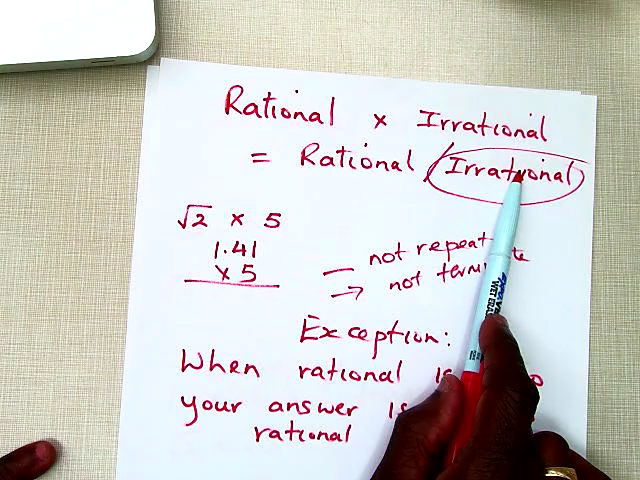 Rational x Irrational
= Rational / Irrational
√2 x 5
1.41
x 5
— not repeat
→ not term
Exception:
When rational is
your answer is
rational